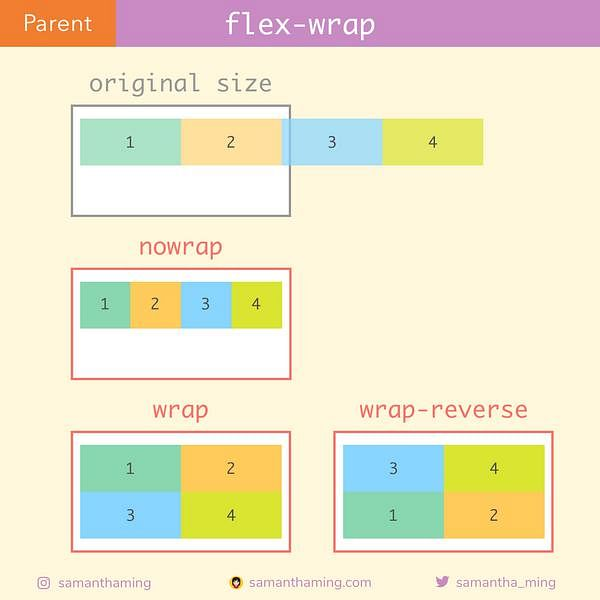 Parent
flex-wrap
original size
1 2 3 4
nowrap
1 2 3 4
wrap
1 2
3 4
wrap-reverse
3 4
1 2
samanthaming
samanthaming.com
samantha_ming